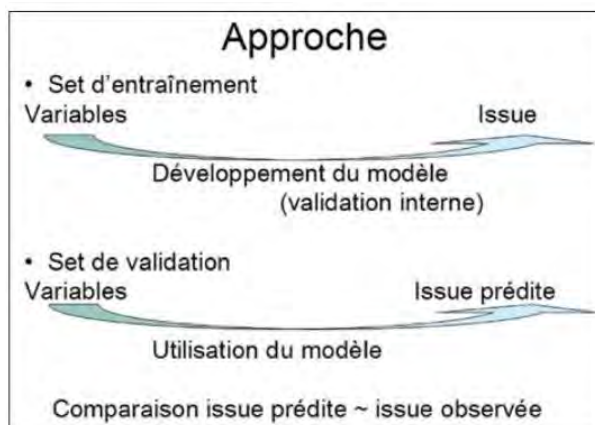 Approche
• Set d'entraînement
Variables Issue
Développement du modèle
(validation interne)
• Set de validation
Variables Issue prédite
Utilisation du modèle
Comparaison issue prédite ~ issue observée